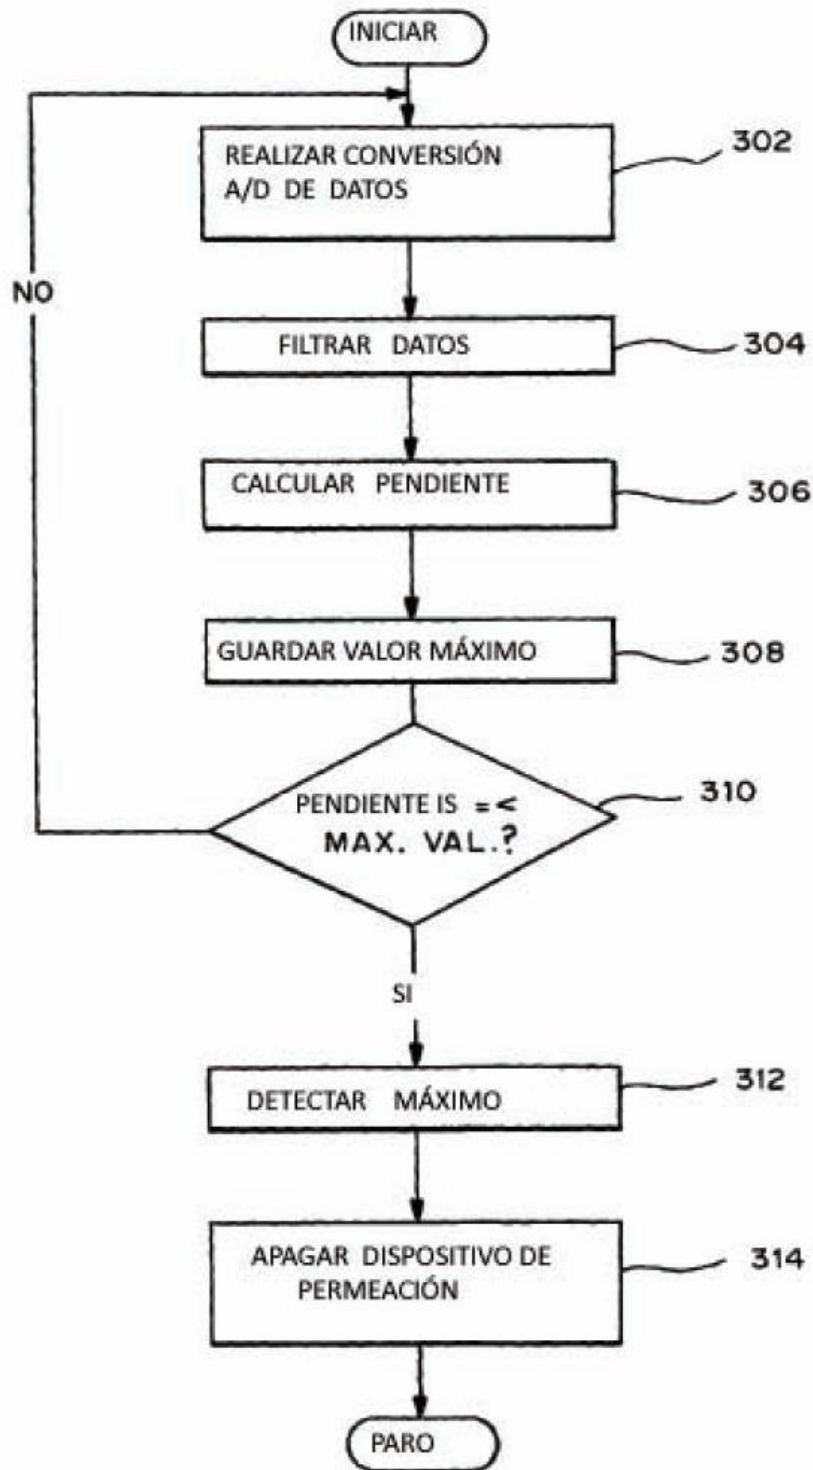 INICIAR
REALIZAR CONVERSIÓN
A/D DE DATOS
302
NO
FILTRAR DATOS
304
CALCULAR PENDIENTE
306
GUARDAR VALOR MÁXIMO
308
PENDIENTE IS =<
MAX. VAL.?
310
SI
DETECTAR MÁXIMO
312
APAGAR DISPOSITIVO DE
PERMEACIÓN
314
PARO